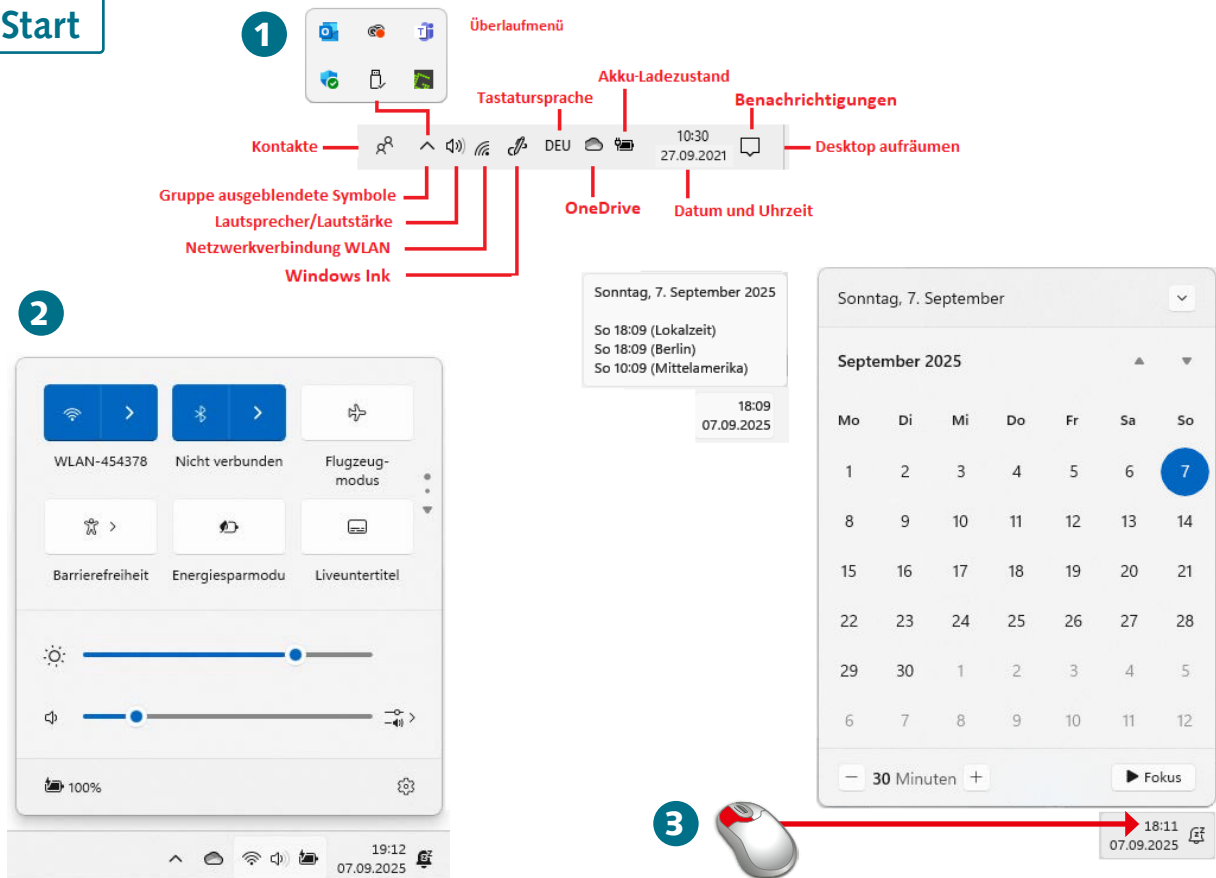 Start
1
Überlaufmenü
Akku-Ladezustand
Tastatursprache
Benachrichtigungen
Kontakte
DEU
10:30
27.09.2021
Desktop aufräumen
Gruppe ausgeblendete Symbole
Lautsprecher/Lautstärke
Netzwerkverbindung WLAN
Windows Ink
OneDrive
Datum und Uhrzeit
2
WLAN-454378
Nicht verbunden
Flugzeug-
modus
Barrierefreiheit
Energiesparmodu
Liveuntertitel
100%
19:12
07.09.2025
Sonntag, 7. September 2025
So 18:09 (Lokalzeit)
So 18:09 (Berlin)
So 10:09 (Mittelamerika)
18:09
07.09.2025
Sonntag, 7. September
September 2025
Mo Di Mi Do Fr Sa So
1 2 3 4 5 6 7
8 9 10 11 12 13 14
15 16 17 18 19 20 21
22 23 24 25 26 27 28
29 30 1 2 3 4 5
6 7 8 9 10 11 12
30 Minuten
Fokus
3
18:11
07.09.2025